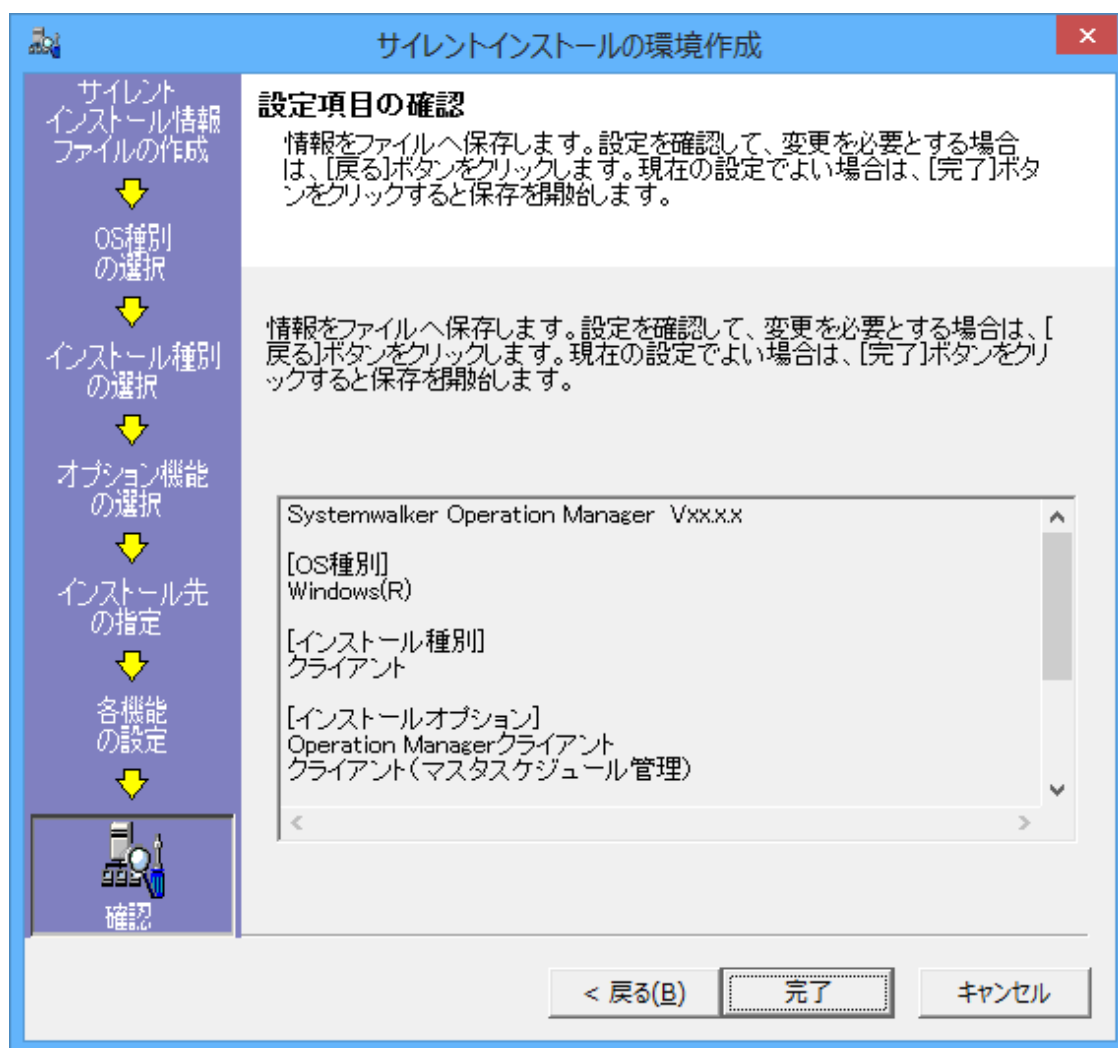 サイレントインストールの環境作成
サイレント
インストール情報
ファイルの作成
OS種別
の選択
インストール種別
の選択
オプション機能
の選択
インストール先
の指定
各機能
の設定
確認
設定項目の確認
情報をファイルへ保存します。設定を確認して、変更を必要とする場合
は、[戻る]ボタンをクリックします。現在の設定でよい場合は、[完了]ボタ
ンをクリックすると保存を開始します。
情報をファイルへ保存します。設定を確認して、変更を必要とする場合は、[
戻る]ボタンをクリックします。現在の設定でよい場合は、[完了]ボタンをクリ
ックすると保存を開始します。
Systemwalker Operation Manager Vxx.x.x
[OS種別]
Windows(R)
[インストール種別]
クライアント
[インストールオプション]
Operation Managerクライアント
クライアント(マスタスケジュール管理)
< 戻る(B)
完了
キャンセル